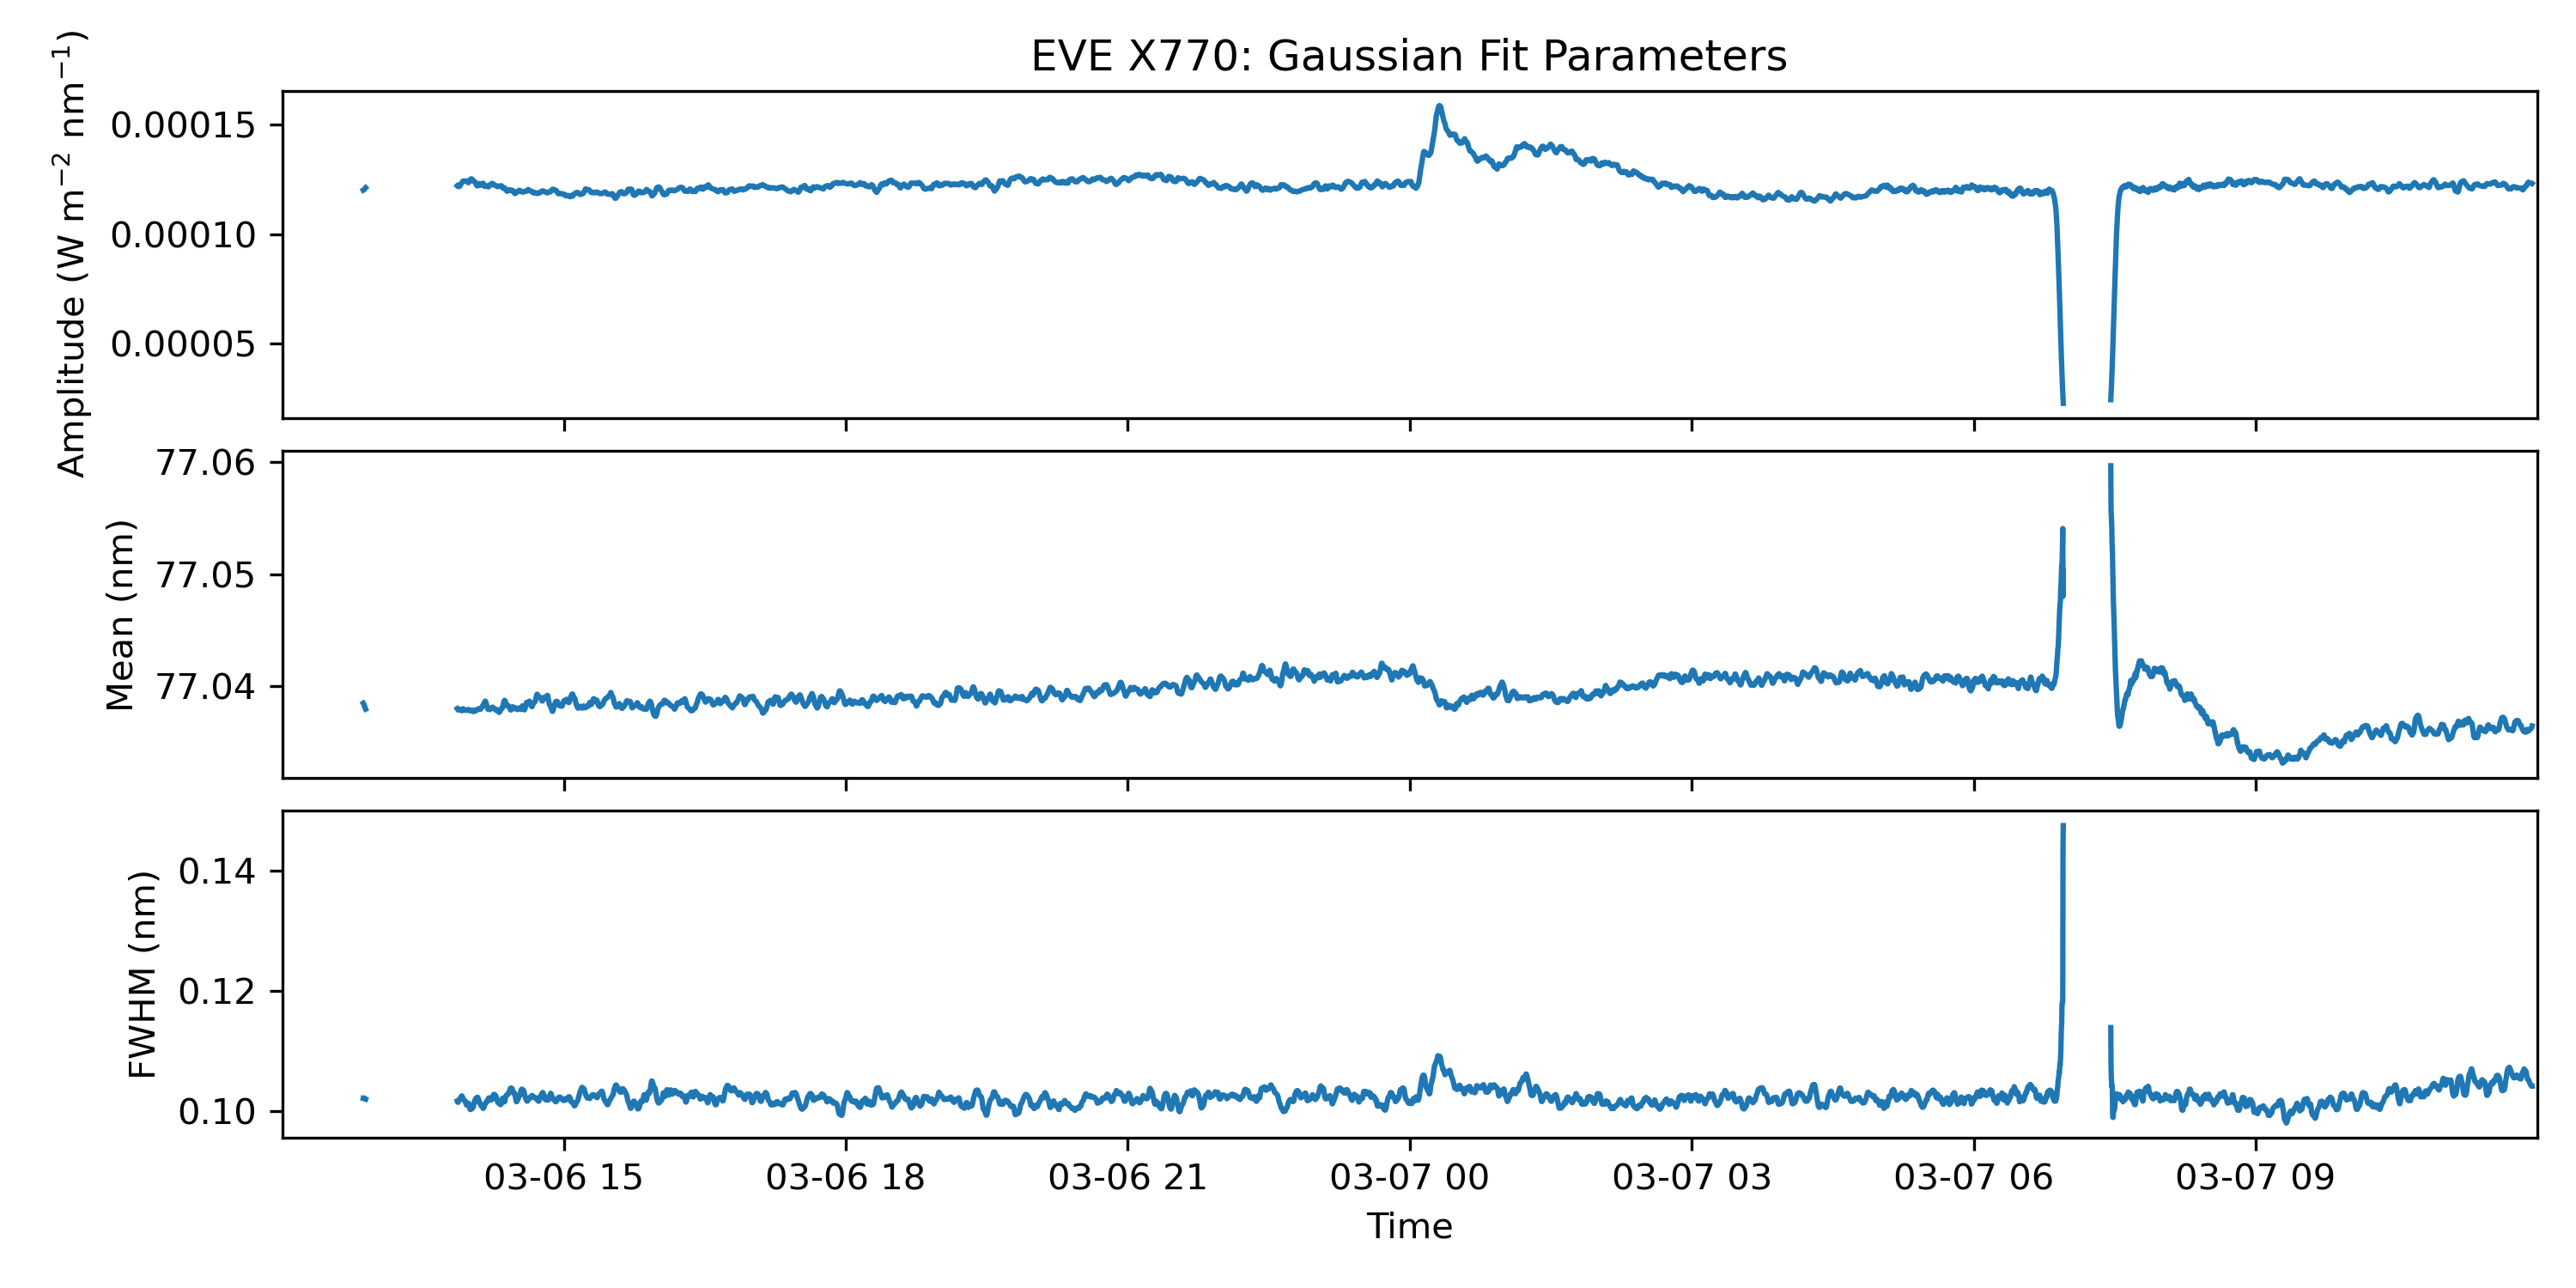 EVE X770: Gaussian Fit Parameters
Amplitude (W m⁻² nm⁻¹)
0.00015
0.00010
0.00005
Mean (nm)
77.06
77.05
77.04
FWHM (nm)
0.14
0.12
0.10
03-06 15 03-06 18 03-06 21 03-07 00 03-07 03 03-07 06 03-07 09
Time